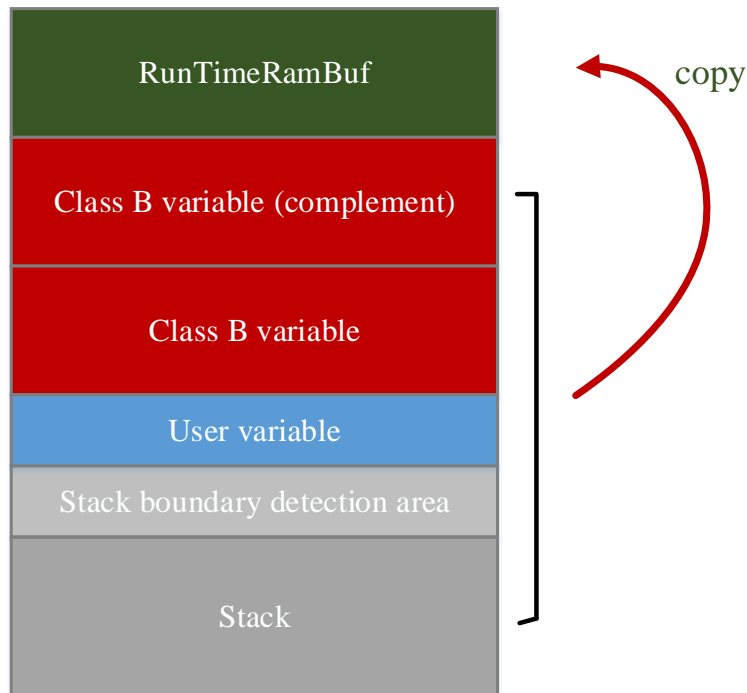 RunTimeRamBuf
copy
Class B variable (complement)
Class B variable
User variable
Stack boundary detection area
Stack